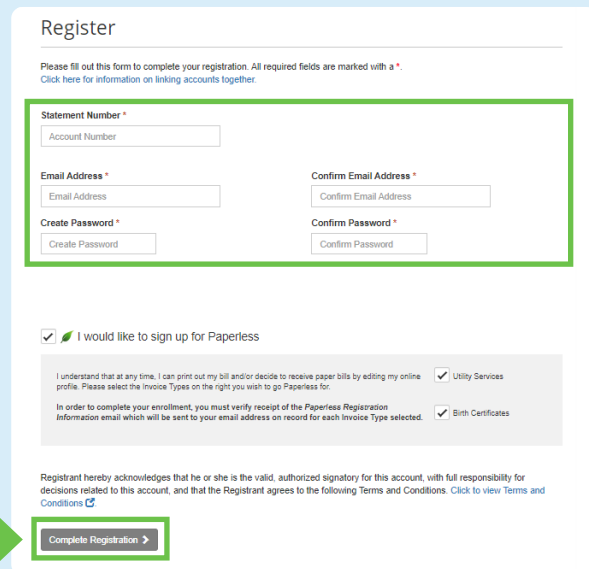 Register
Please fill out this form to complete your registration. All required fields are marked with a *.
Click here for information on linking accounts together.
Statement Number *
Account Number
Email Address * Confirm Email Address *
Email Address Confirm Email Address
Create Password * Confirm Password *
Create Password Confirm Password
I would like to sign up for Paperless
I understand that at any time, I can print out my bill and/or decide to receive paper bills by editing my online
profile. Please select the Invoice Types on the right you wish to go Paperless for.
Utility Services
In order to complete your enrollment, you must verify receipt of the Paperless Registration
Information email which will be sent to your email address on record for each Invoice Type selected.
Birth Certificates
Registrant hereby acknowledges that he or she is the valid, authorized signatory for this account, with full responsibility for
decisions related to this account, and that the Registrant agrees to the following Terms and Conditions. Click to view Terms and
Conditions
Complete Registration